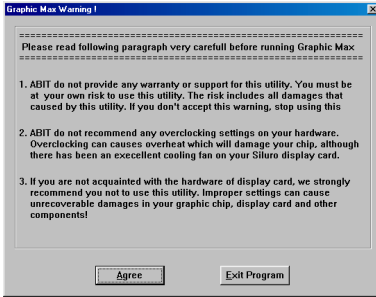 Graphic Max Warning !
==============================================
Please read following paragraph very carefull before running Graphic Max
==============================================
1. ABIT do not provide any warranty or support for this utility. You must be
at your own risk to use this utility. The risk includes all damages that
caused by this utility. If you don't accept this warning, stop using this
2. ABIT do not recommend any overclocking settings on your hardware.
Overclocking can causes overheat which will damage your chip, although
there has been an execellent cooling fan on your Siluro display card.
3. If you are not acquainted with the hardware of display card, we strongly
recommend you not to use this utility. Improper settings can cause
unrecoverable damages in your graphic chip, display card and other
components!
Agree
Exit Program